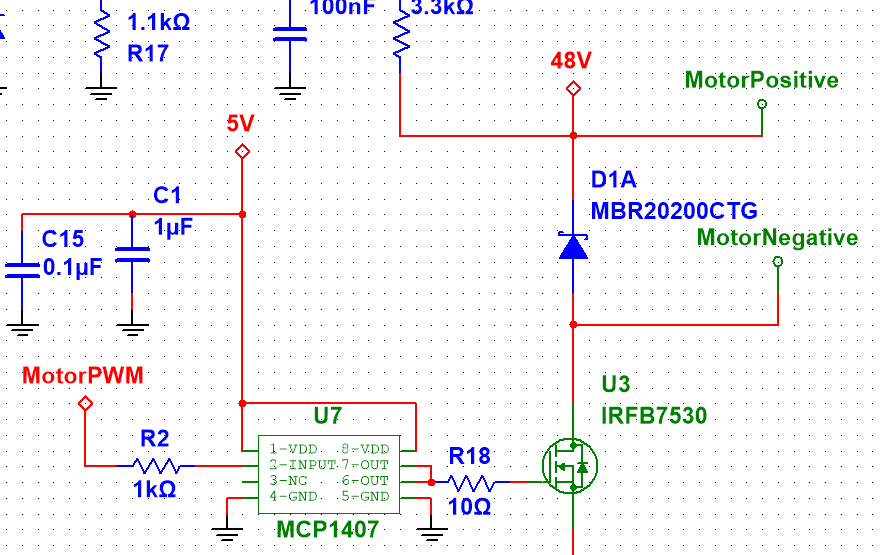 100nF
3.3kΩ
1.1kΩ
R17
48V
MotorPositive
5V
D1A
MBR20200CTG
C1
1µF
C15
0.1µF
MotorNegative
MotorPWM
U3
IRFB7530
U7
R2
1kΩ
1-VDD. .8-VDD
2-INPUT.7-OUT
3-NC 6-OUT
4-GND. 5-GND
R18
10Ω
MCP1407